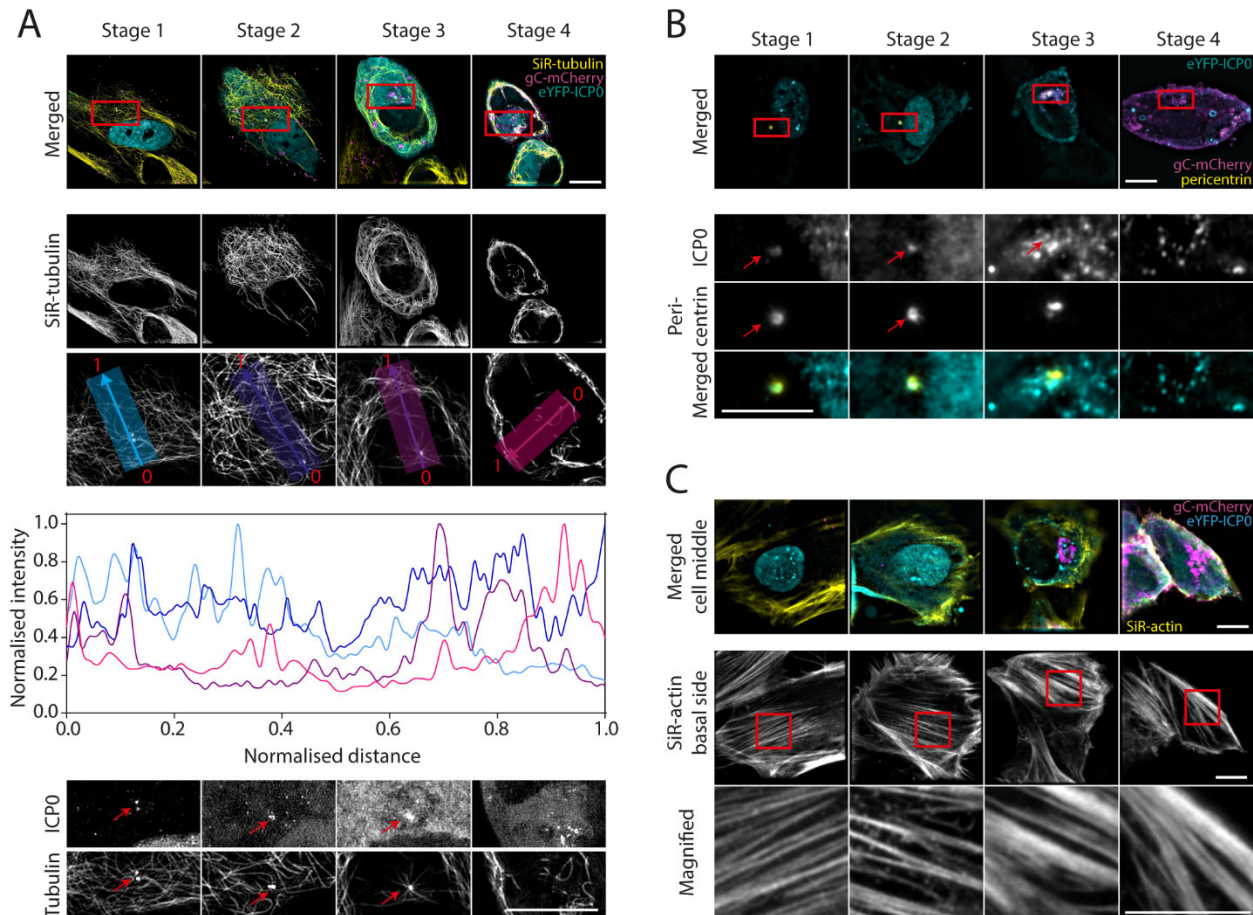 A
Stage 1 Stage 2 Stage 3 Stage 4
Merged
SiR-tubulin
gC-mCherry
eYFP-ICP0
SiR-tubulin
1 1 1 0
0 0 0 1
Normalised intensity
1.0
0.8
0.6
0.4
0.2
0.0
0.0 0.2 0.4 0.6 0.8 1.0
Normalised distance
ICP0
Tubulin
B
Stage 1 Stage 2 Stage 3 Stage 4
Merged
eYFP-ICP0
gC-mCherry
pericentrin
ICP0
Peri-
centrin
Merged
C
Merged
cell middle
gC-mCherry
eYFP-ICP0
SiR-actin
SiR-actin
basal side
Magnified